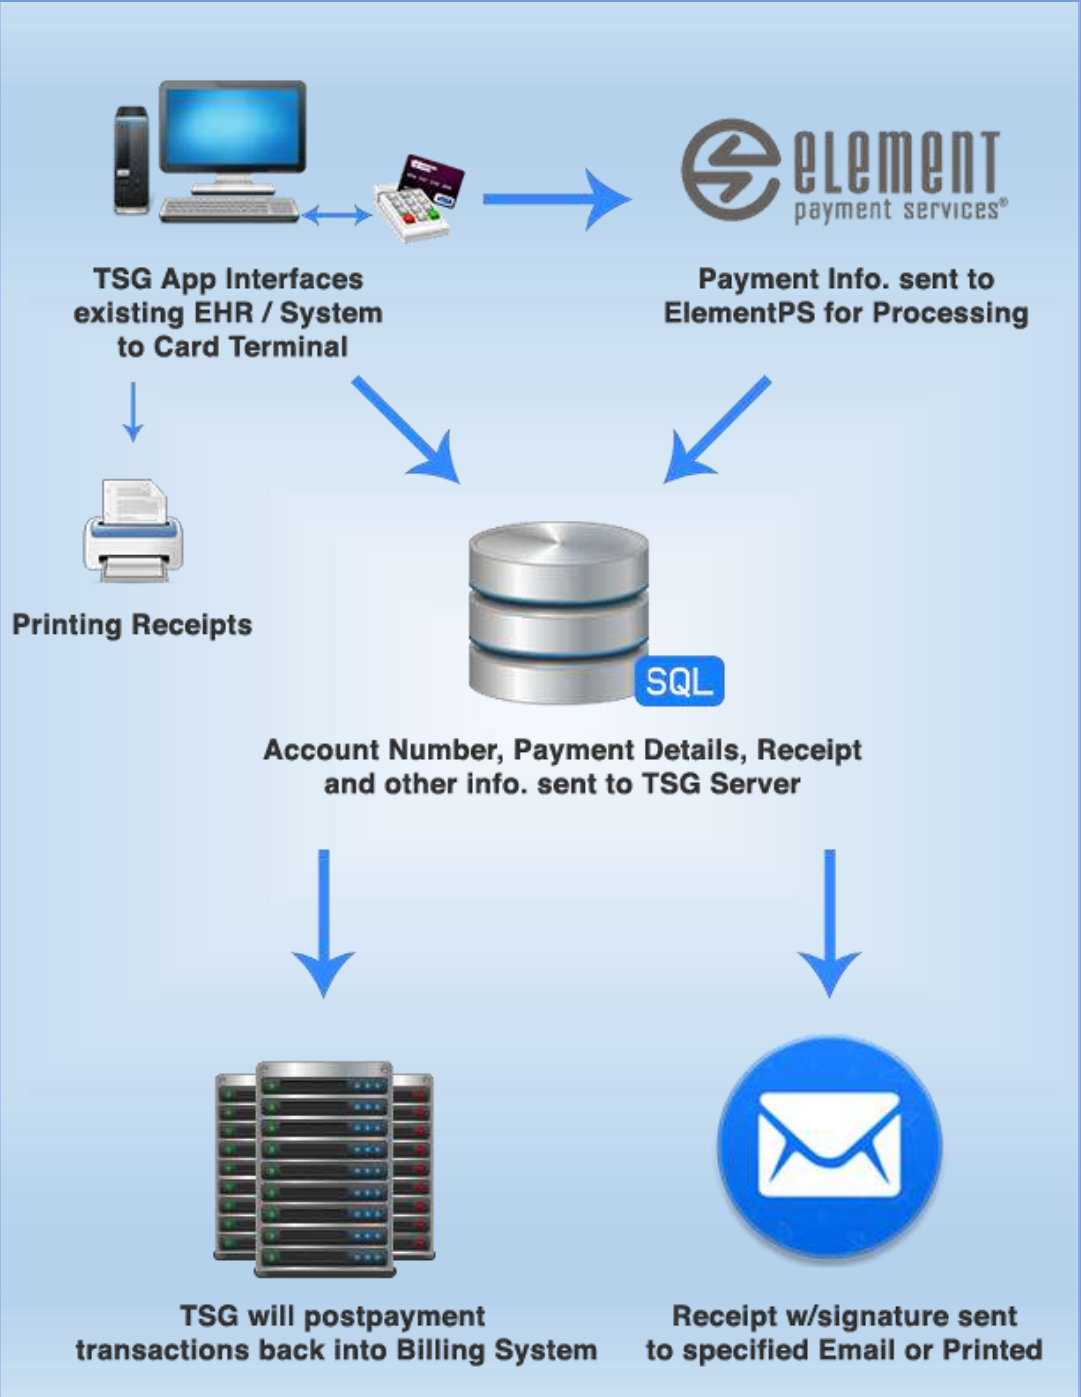 element
payment services®
TSG App Interfaces
existing EHR / System
to Card Terminal
Payment Info. sent to
ElementPS for Processing
Printing Receipts
SQL
Account Number, Payment Details, Receipt
and other info. sent to TSG Server
TSG will postpayment
transactions back into Billing System
Receipt w/signature sent
to specified Email or Printed